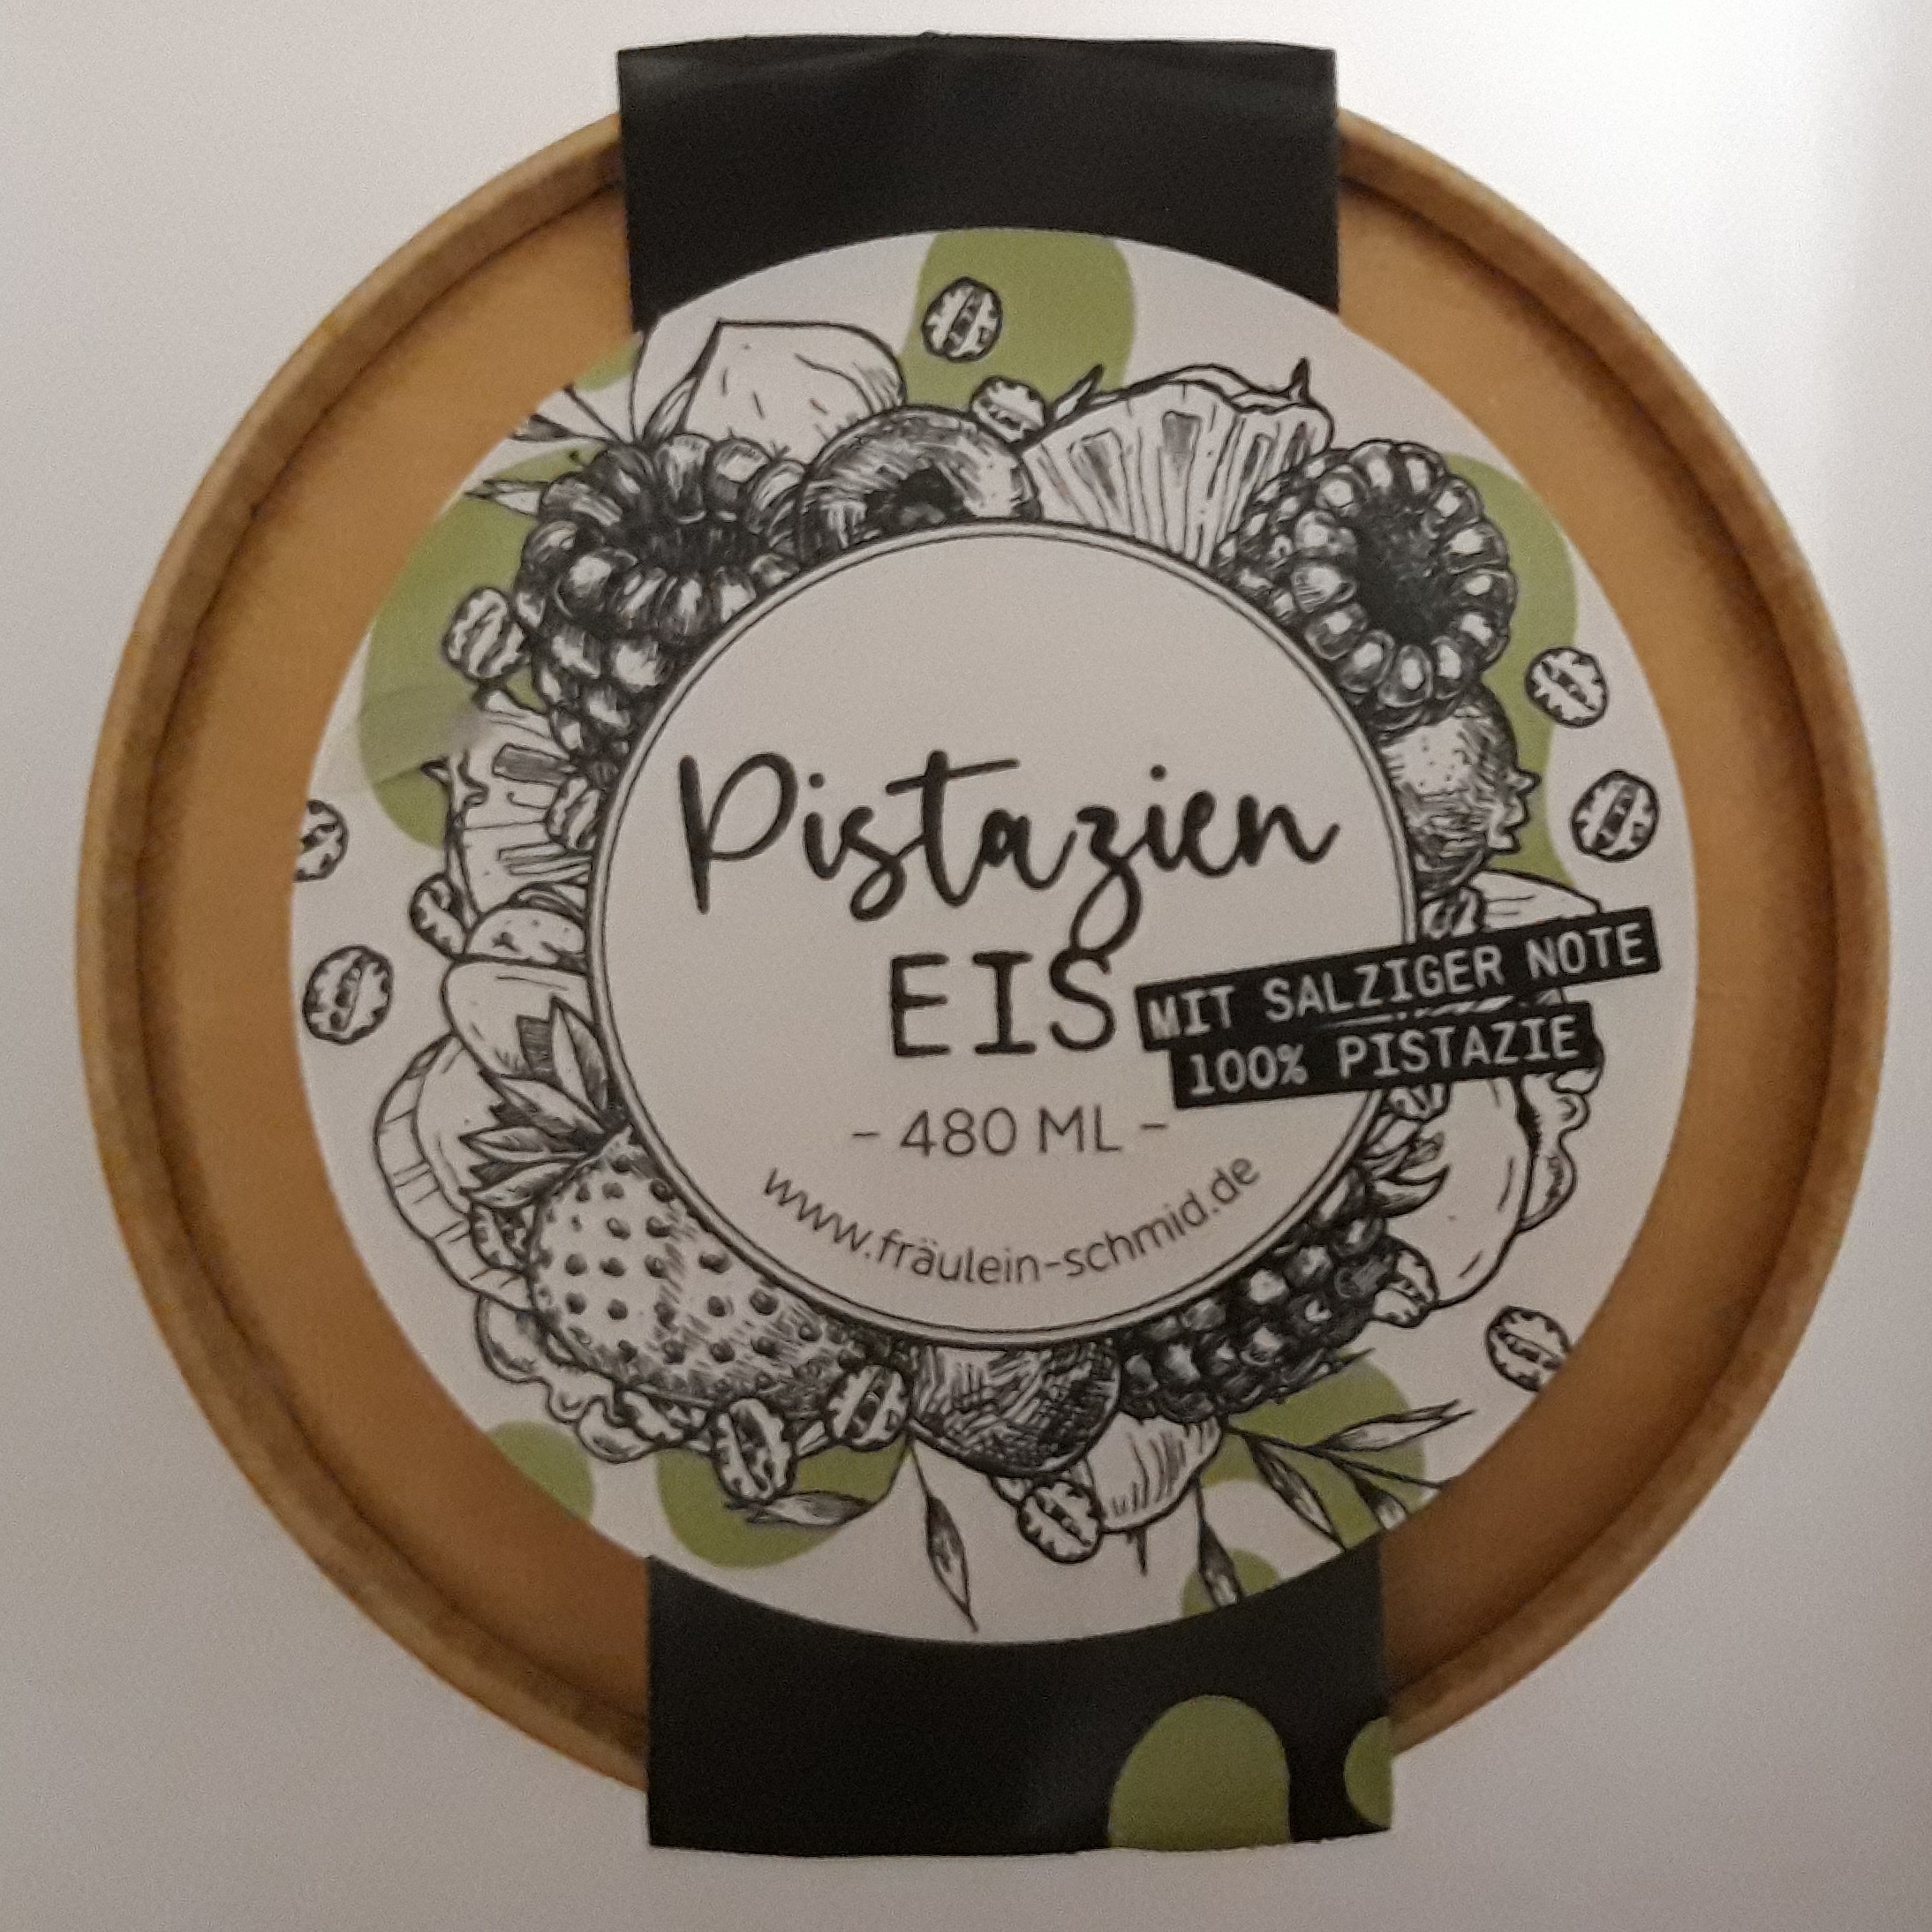 Pistazien
EIS
MIT SALZIGER NOTE
100% PISTAZIE
- 480 ML -
www.fräulein-schmid.de